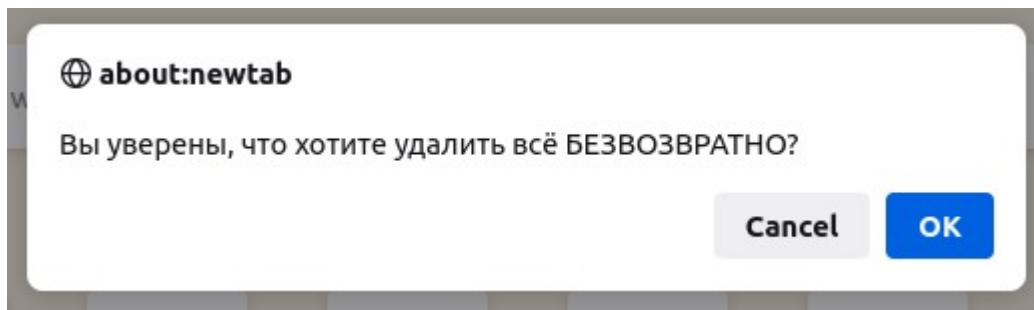 about:newtab
w
Вы уверены, что хотите удалить всё БЕЗВОЗВРАТНО?
Cancel
OK